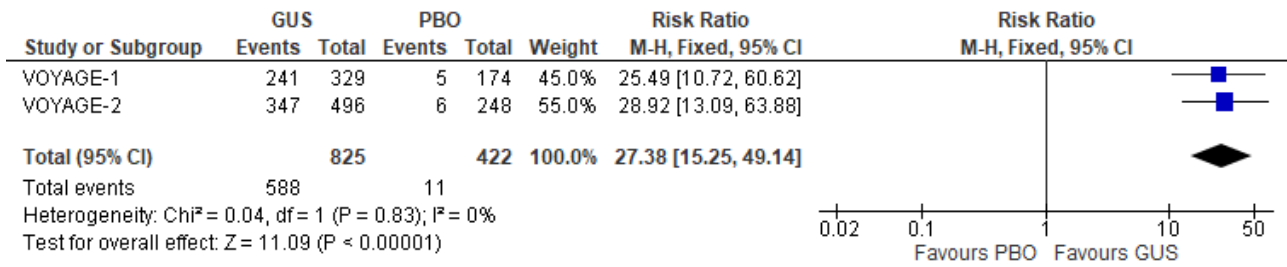 GUS PBO Risk Ratio Risk Ratio
Study or Subgroup Events Total Events Total Weight M-H, Fixed, 95% CI M-H, Fixed, 95% CI
VOYAGE-1 241 329 5 174 45.0% 25.49 [10.72, 60.62]
VOYAGE-2 347 496 6 248 55.0% 28.92 [13.09, 63.88]
Total (95% CI) 825 422 100.0% 27.38 [15.25, 49.14]
Total events 588 11
Heterogeneity: Chi² = 0.04, df = 1 (P = 0.83); I² = 0%
Test for overall effect: Z = 11.09 (P < 0.00001)
0.02 0.1 1 10 50
Favours PBO Favours GUS